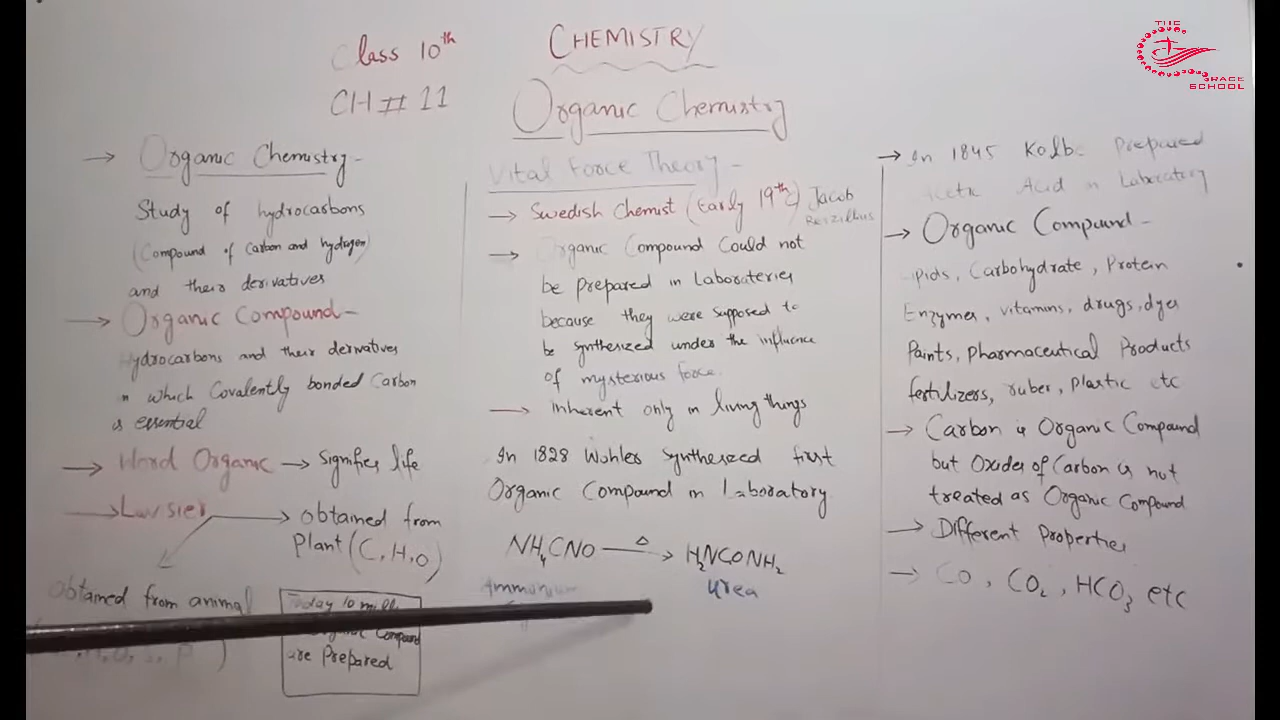 Class 10th
CH # 11
CHEMISTRY
Organic Chemistry
→ Organic Chemistry-
Study of hydrocarbons
(Compound of Carbon and hydrogen)
and their derivatives
→ Organic Compound-
Hydrocarbons and their derivatives
in which Covalently bonded Carbon
is essential
→ Word Organic → Signifies life
→ → obtained from
Plant (C, H, O)
Obtained from animal
Today 10
Compound
are Prepared
Vital Force Theory-
→ Swedish Chemist (Early 19th C) Jacob
→ Organic Compound Could not
be prepared in Laborateries
because they were supposed to
be synthesized under the influence
of mysterious force.
→ inherent only in living things
In 1828 Wohler Synthesized first
Organic Compound in Laboratory
NH4CNO —Δ→ H2NCONH2
Ammonium
Urea
→ In 1845 Kolbe Prepared
Acetic Acid in Laboratory
→ Organic Compound-
Lipids, Carbohydrate, Protein
Enzymes, vitamins, drugs, dyes
Paints, Pharmaceutical Products
fertilizers, ruber, Plastic etc
→ Carbon is Organic Compound
but Oxides of Carbon is not
treated as Organic Compound
→ Different Properties
→ CO, CO2, HCO3 etc
THE
GRACE
SCHOOL